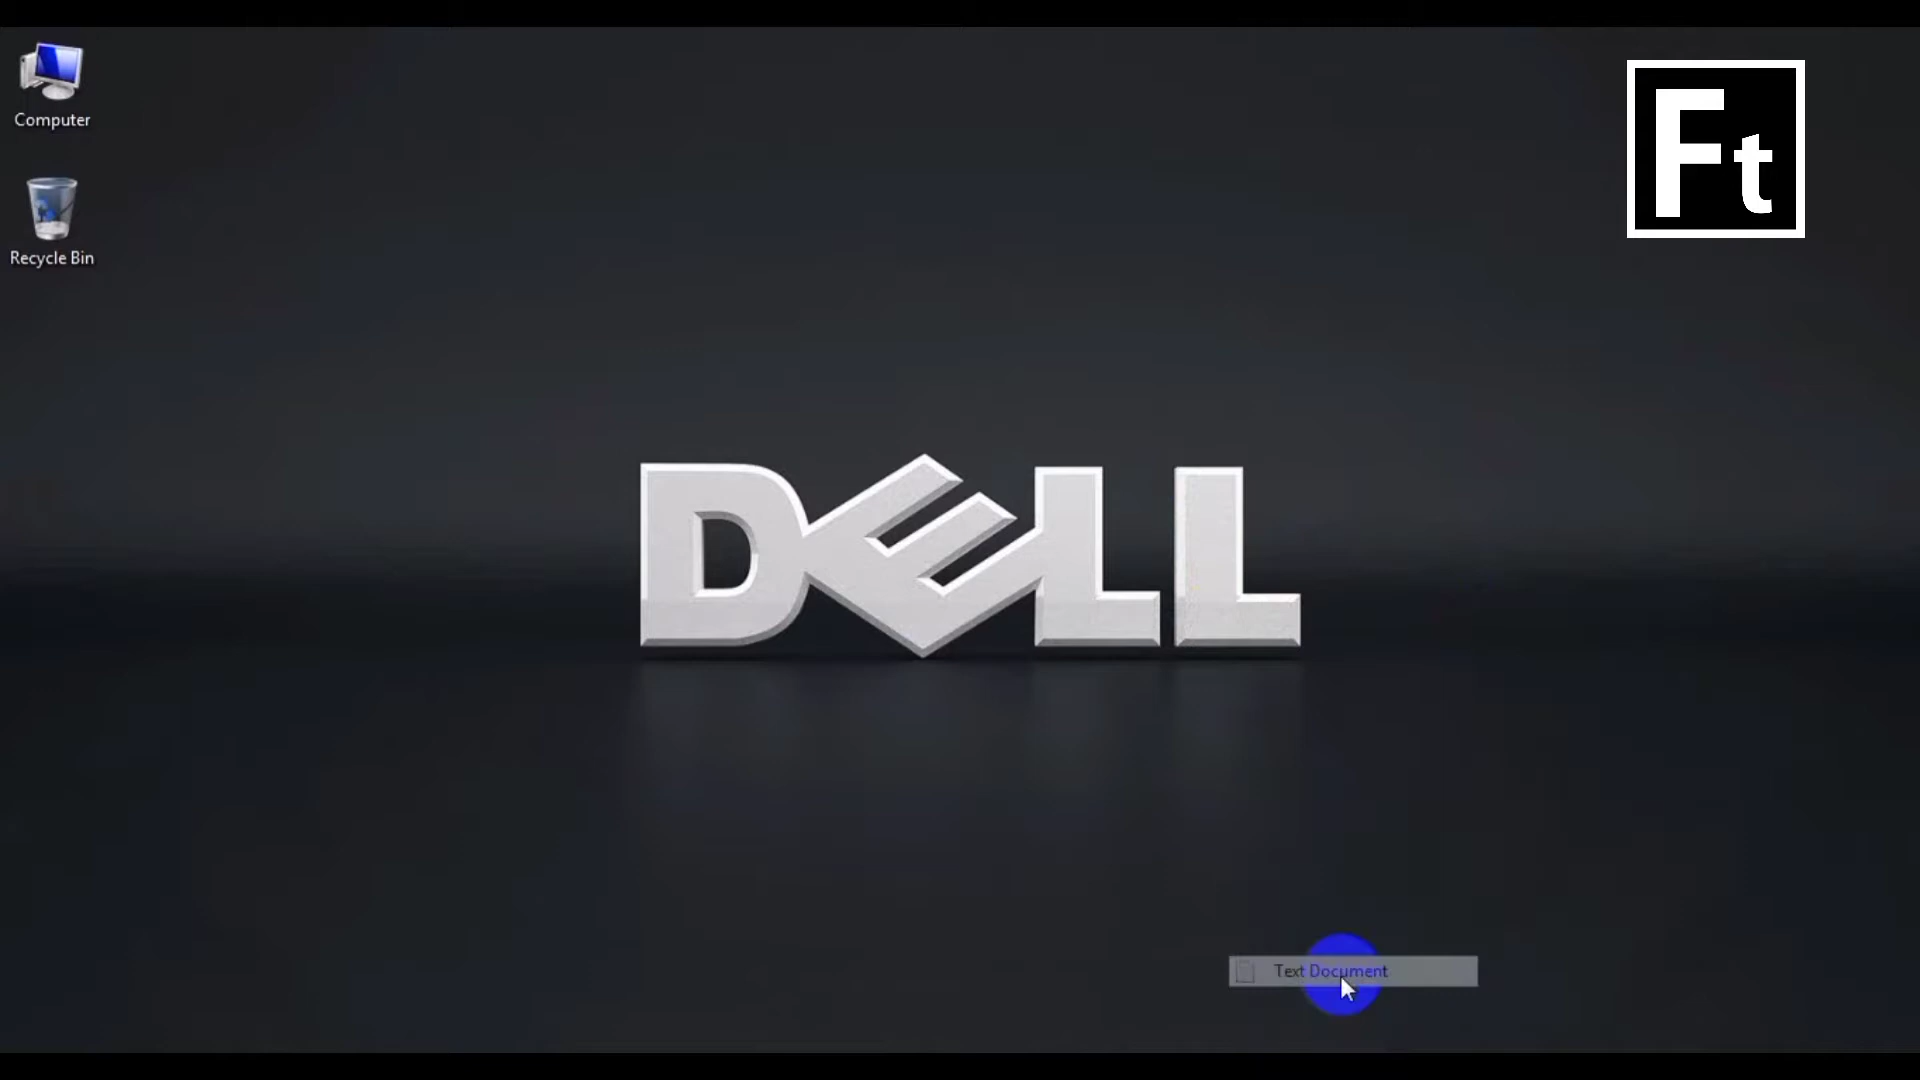 Computer
Ft
Recycle Bin
DELL
Text Document